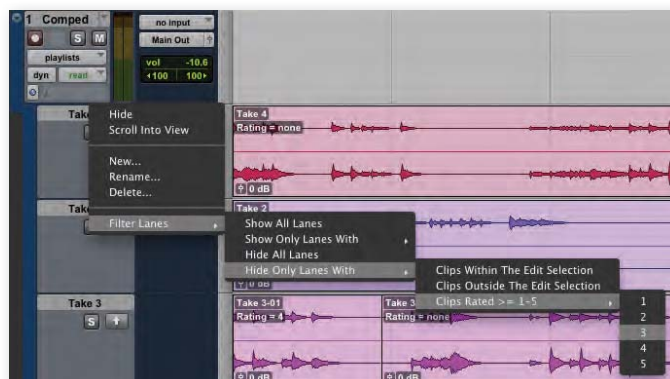 1 Comped
no input
S M
Main Out
playlists
vol -10.6
dyn read
100 100
Take 4
Rating = none
0 dB
Hide
Scroll Into View
New...
Rename...
Delete...
Filter Lanes
Take 2
Show All Lanes
Show Only Lanes With
Hide All Lanes
Hide Only Lanes With
0 dB
Clips Within The Edit Selection
Clips Outside The Edit Selection
Clips Rated >= 1-5
1
2
3
4
5
Take 3
S
Take 3-01
Rating = 4
0 dB
Take 3
Rating = none
0 dB